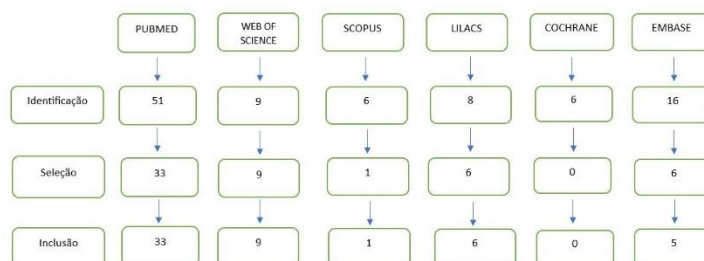 PUBMED
WEB OF
SCIENCE
SCOPUS
LILACS
COCHRANE
EMBASE
Identificação
51
9
6
8
6
16
Seleção
33
9
1
6
0
6
Inclusão
33
9
1
6
0
5